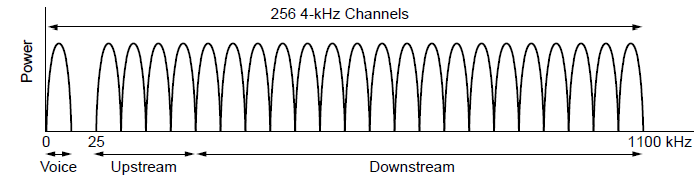 256 4-kHz Channels
Power
0 25 1100 kHz
Voice Upstream Downstream